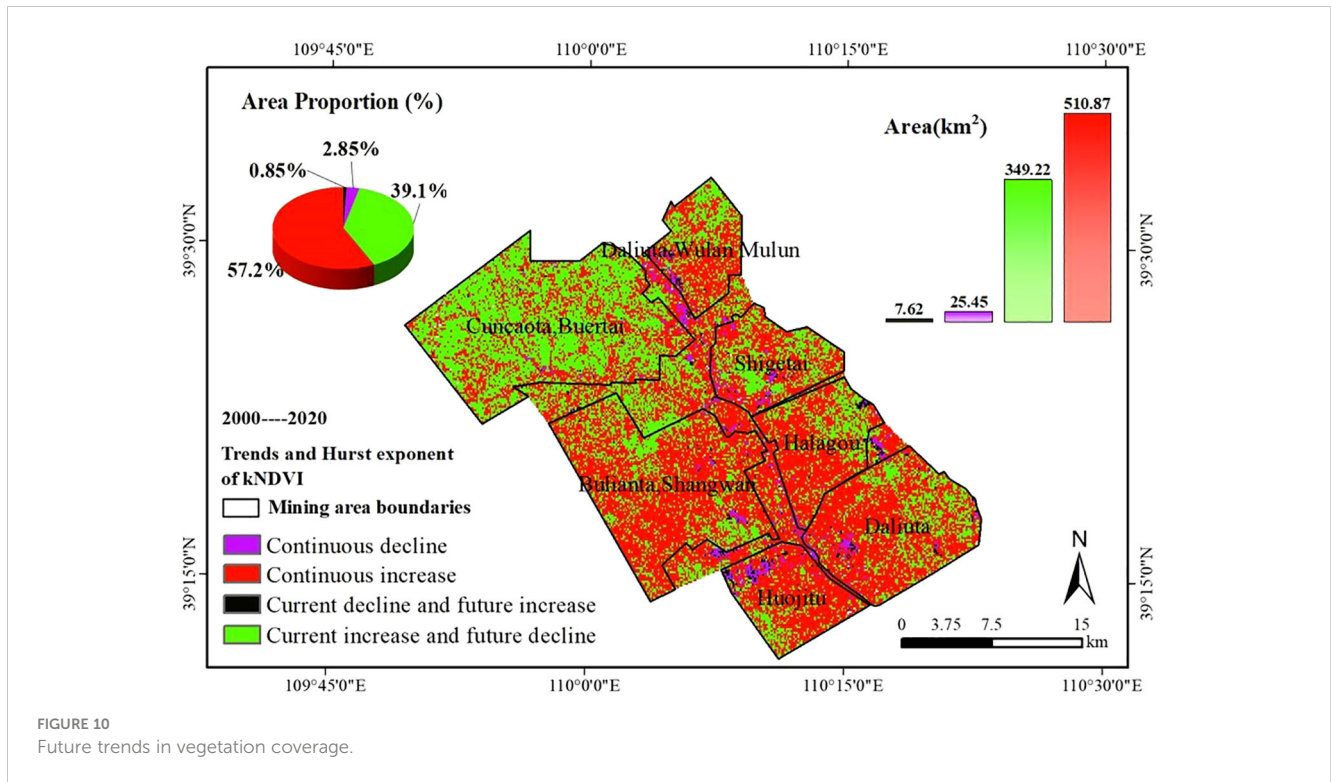 109°45'0"E 110°0'0"E 110°15'0"E 110°30'0"E
Area Proportion (%)
0.85%
2.85%
39.1%
57.2%
Area(km²)
7.62
25.45
349.22
510.87
39°30'0"N
39°30'0"N
39°15'0"N
39°15'0"N
Daliuta,Wulan Mulun
Cuncaota,Buertai
Shigetai
Halagou
Bulianta,Shangwan
Daliuta
Huojitu
2000----2020
Trends and Hurst exponent
of kNDVI
Mining area boundaries
Continuous decline
Continuous increase
Current decline and future increase
Current increase and future decline
N
0 3.75 7.5 15
km
109°45'0"E 110°0'0"E 110°15'0"E 110°30'0"E
FIGURE 10
Future trends in vegetation coverage.